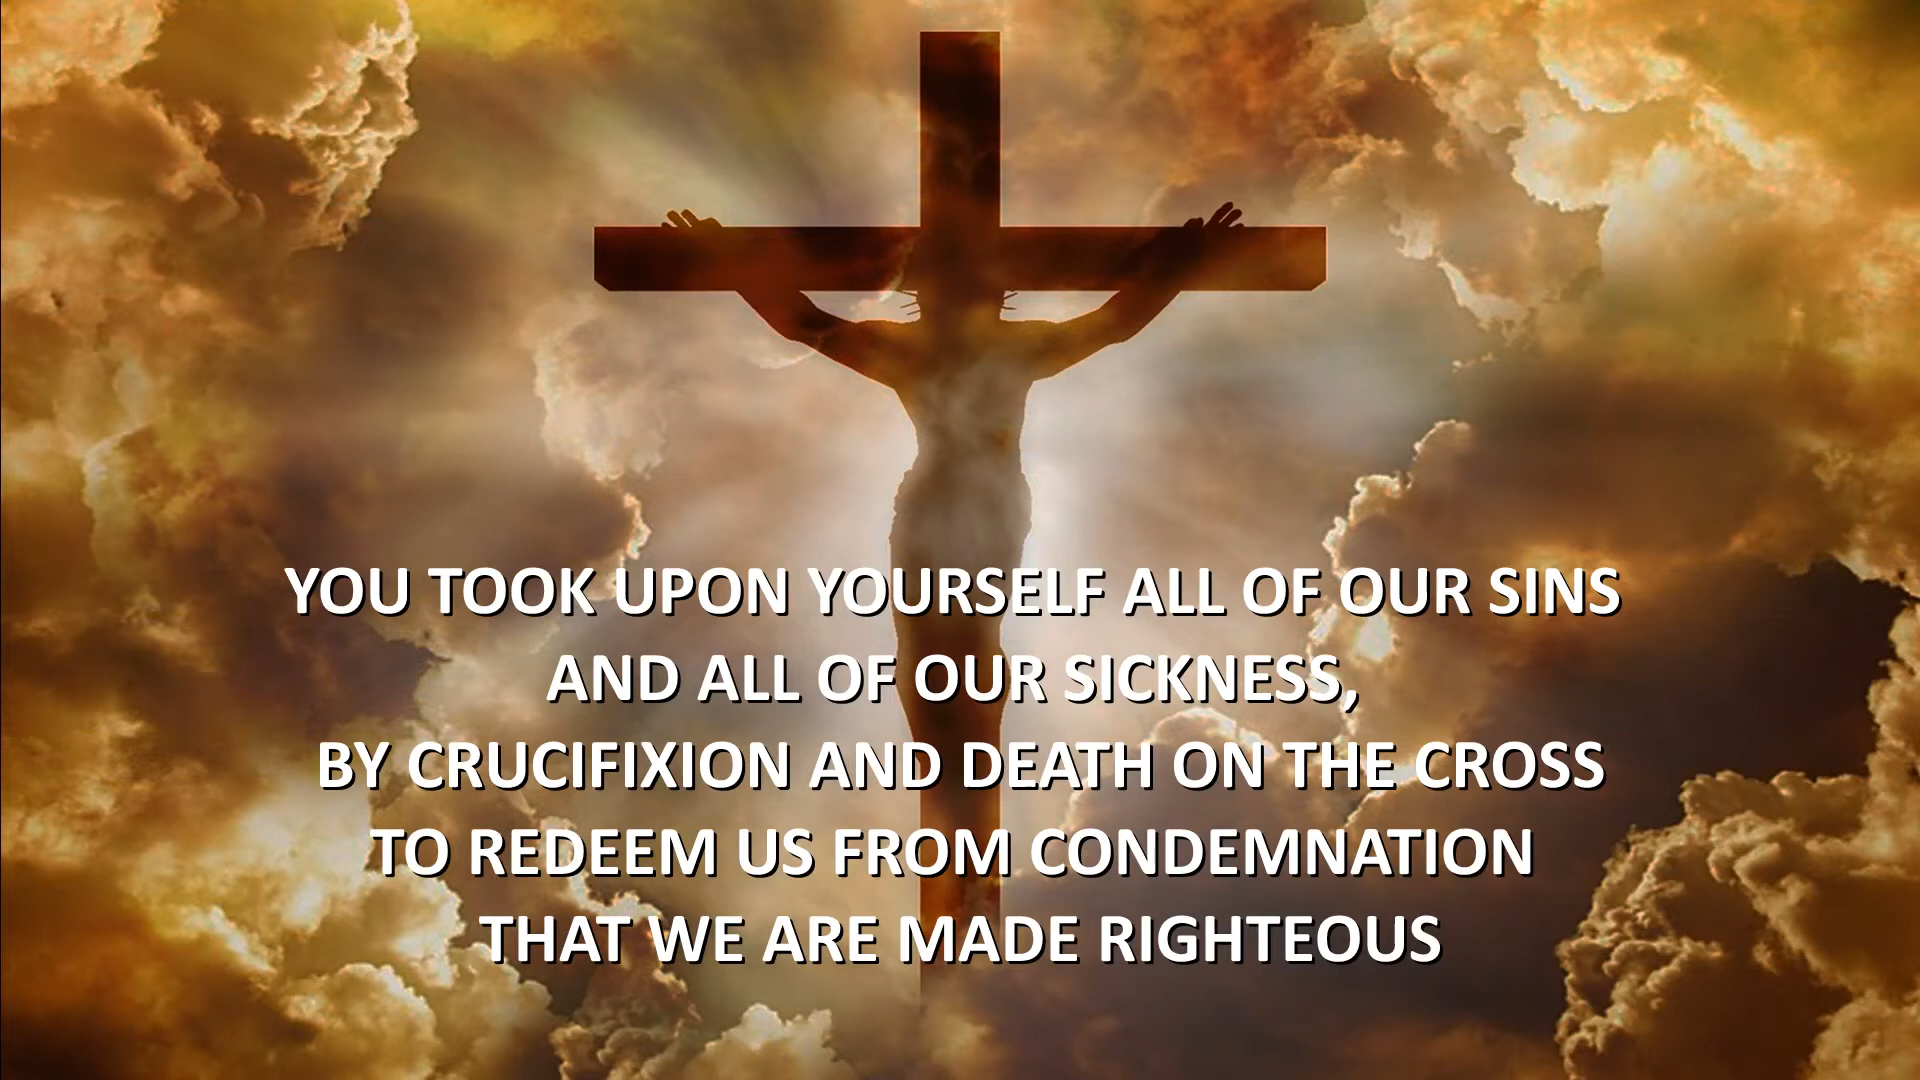 YOU TOOK UPON YOURSELF ALL OF OUR SINS
AND ALL OF OUR SICKNESS,
BY CRUCIFIXION AND DEATH ON THE CROSS
TO REDEEM US FROM CONDEMNATION
THAT WE ARE MADE RIGHTEOUS